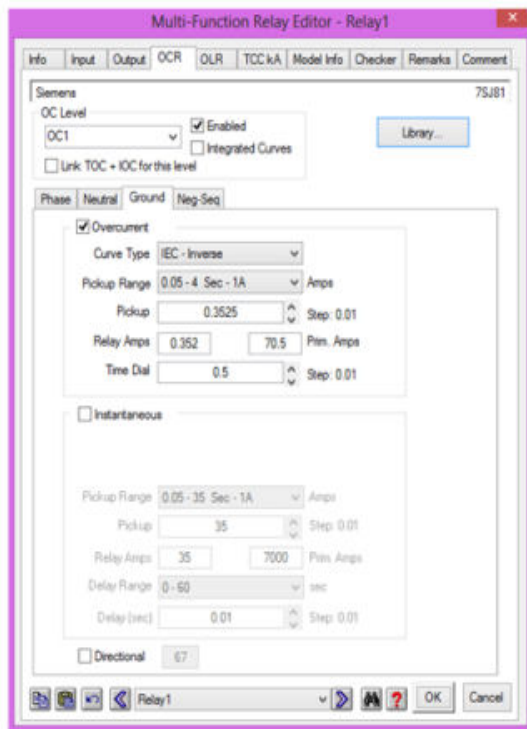 Multi-Function Relay Editor - Relay1
Info Input Output OCR OLR TCC kA Model Info Checker Remarks Comment
Siemens 7SJ81
OC Level
OC1 Enabled Library...
Integrated Curves
Link TOC + IOC for this level
Phase Neutral Ground Neg-Seq
Overcurrent
Curve Type IEC - Inverse
Pickup Range 0.05 - 4 Sec - 1A Amps
Pickup 0.3525 Step: 0.01
Relay Amps 0.352 70.5 Prim. Amps
Time Dial 0.5 Step: 0.01
Instantaneous
Pickup Range 0.05 - 35 Sec - 1A Amps
Pickup 35 Step: 0.01
Relay Amps 35 7000 Prim. Amps
Delay Range 0 - 60 sec
Delay (sec) 0.01 Step: 0.01
Directional 67
Relay1 ? OK Cancel